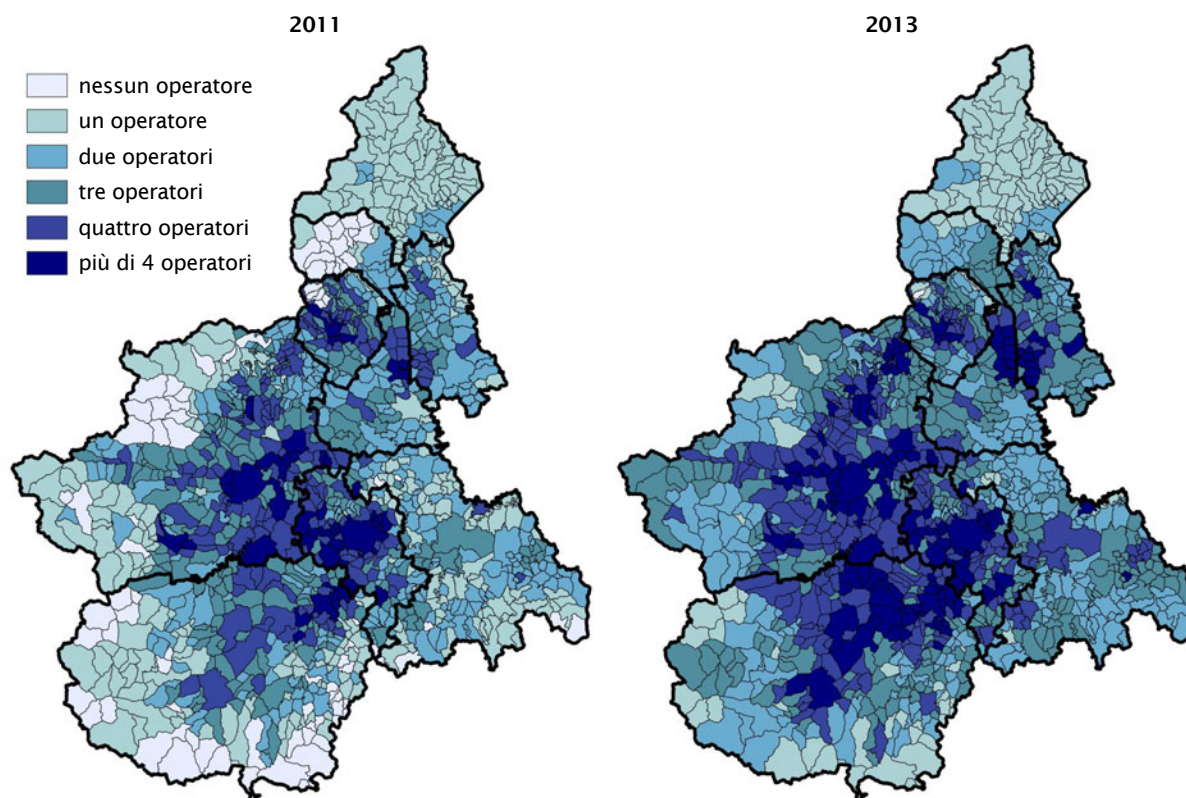 2011
2013
nessun operatore
un operatore
due operatori
tre operatori
quattro operatori
più di 4 operatori